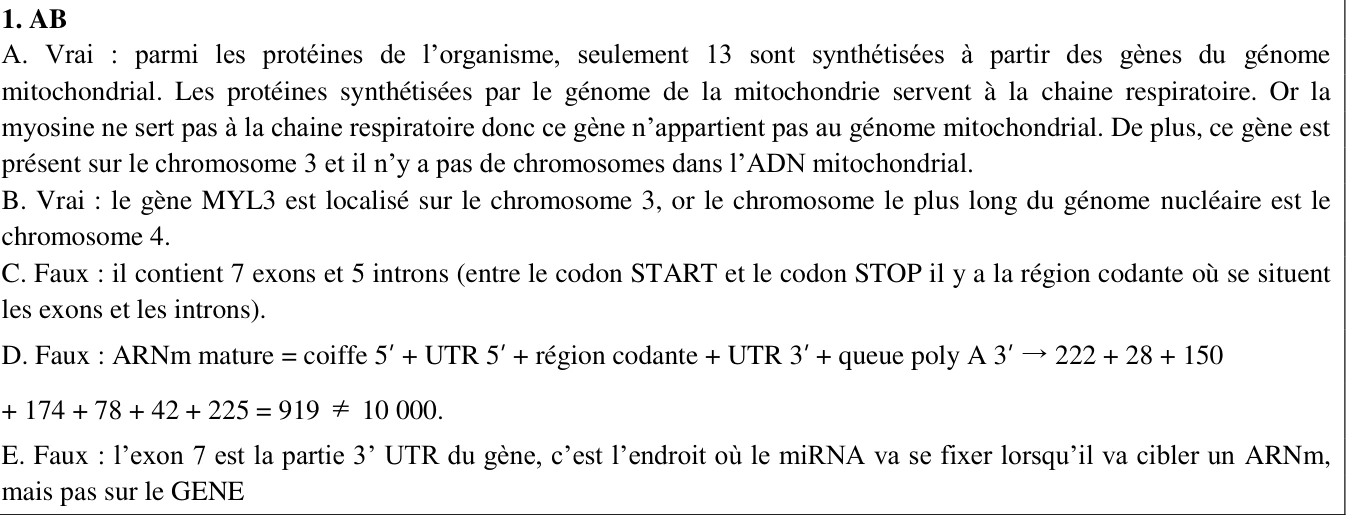 1. AB
A. Vrai : parmi les protéines de l’organisme, seulement 13 sont synthétisées à partir des gènes du génome
mitochondrial. Les protéines synthétisées par le génome de la mitochondrie servent à la chaine respiratoire. Or la
myosine ne sert pas à la chaine respiratoire donc ce gène n’appartient pas au génome mitochondrial. De plus, ce gène est
présent sur le chromosome 3 et il n’y a pas de chromosomes dans l’ADN mitochondrial.
B. Vrai : le gène MYL3 est localisé sur le chromosome 3, or le chromosome le plus long du génome nucléaire est le
chromosome 4.
C. Faux : il contient 7 exons et 5 introns (entre le codon START et le codon STOP il y a la région codante où se situent
les exons et les introns).
D. Faux : ARNm mature = coiffe 5′ + UTR 5′ + région codante + UTR 3′ + queue poly A 3′ → 222 + 28 + 150
+ 174 + 78 + 42 + 225 = 919 ≠ 10 000.
E. Faux : l’exon 7 est la partie 3’ UTR du gène, c’est l’endroit où le miRNA va se fixer lorsqu’il va cibler un ARNm,
mais pas sur le GENE